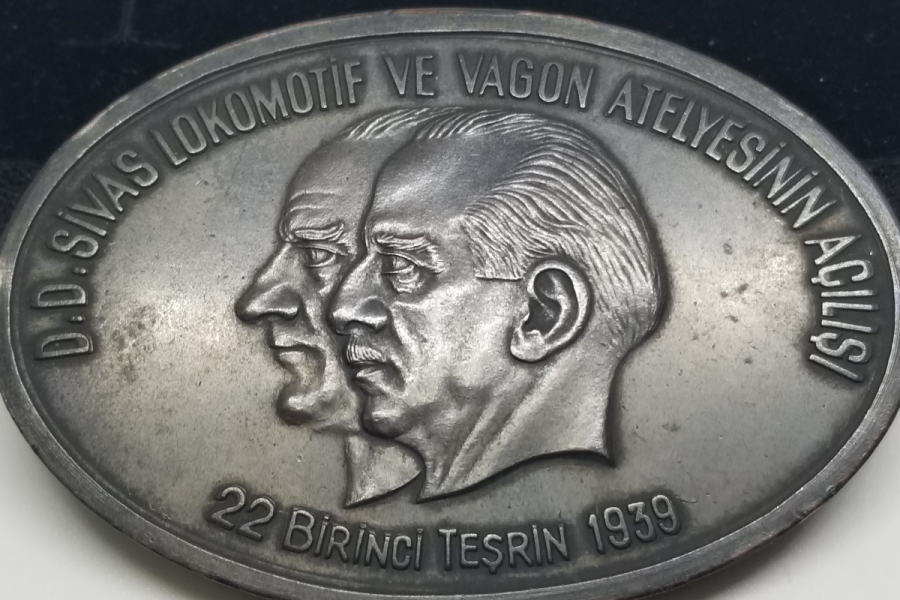 D.D. SİVAS LOKOMOTİF VE VAGON ATELYESİNİN AÇILIŞI
22 BİRİNCİ TEŞRİN 1939